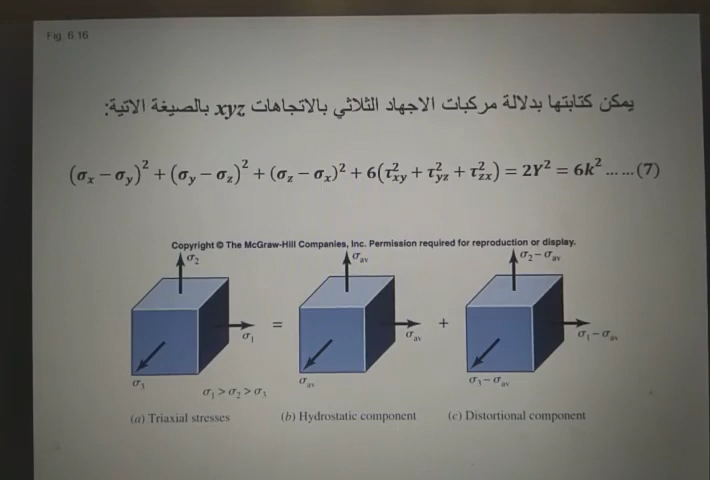 Fig. 6.16
يمكن كتابتها بدلالة مركبات الاجهاد الثلاثي بالاتجاهات xyz بالصيغة الاتية:
(σx − σy)² + (σy − σz)² + (σz − σx)² + 6(τ²xy + τ²yz + τ²zx) = 2Y² = 6k² ... ... (7)
Copyright © The McGraw-Hill Companies, Inc. Permission required for reproduction or display.
σ2 σav σ2 − σav
σ1 = σav + σ1 − σav
σ3 σav σ3 − σav
σ1 > σ2 > σ3
(a) Triaxial stresses (b) Hydrostatic component (c) Distortional component